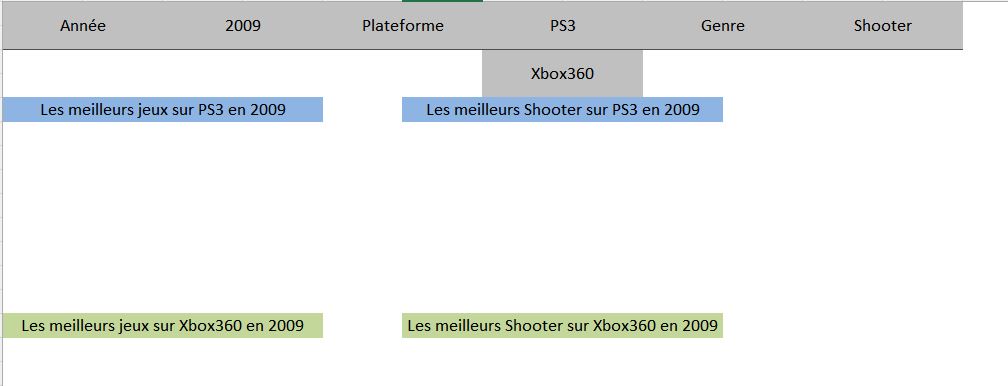 Année 2009 Plateforme PS3 Genre Shooter
Xbox360
Les meilleurs jeux sur PS3 en 2009 Les meilleurs Shooter sur PS3 en 2009
Les meilleurs jeux sur Xbox360 en 2009 Les meilleurs Shooter sur Xbox360 en 2009